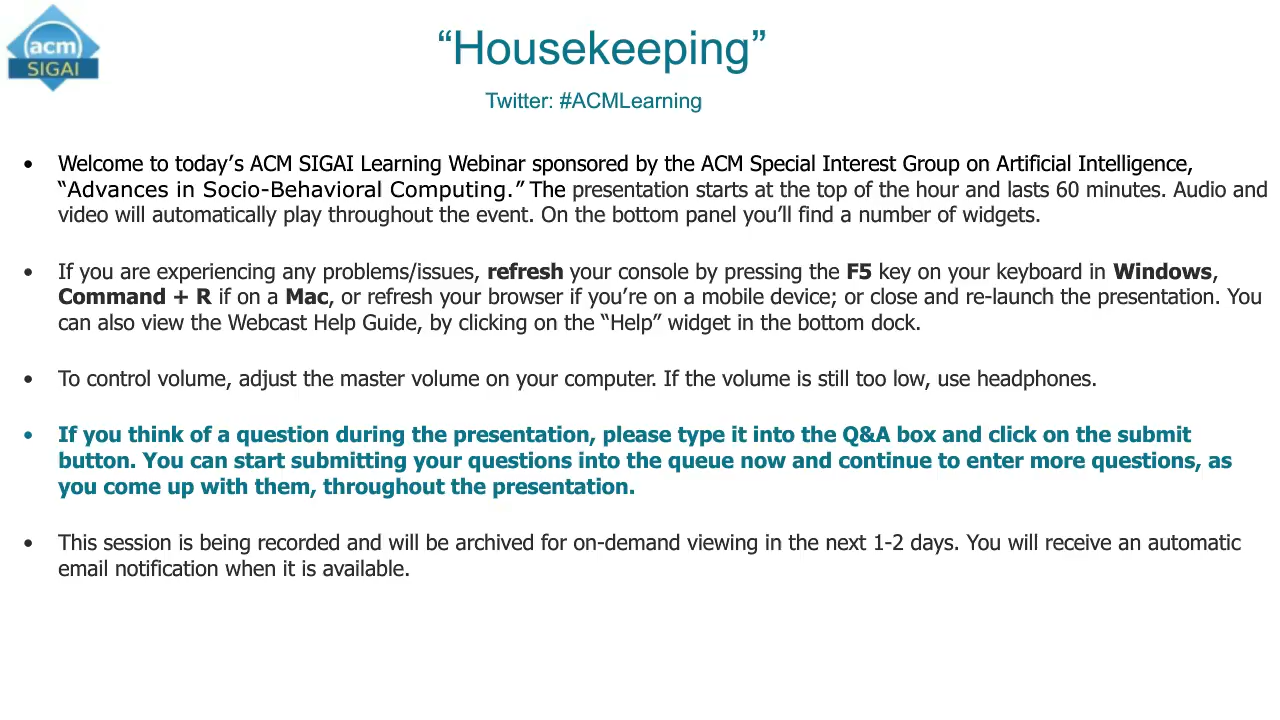 acm
SIGAI
“Housekeeping”
Twitter: #ACMLearning
• Welcome to today’s ACM SIGAI Learning Webinar sponsored by the ACM Special Interest Group on Artificial Intelligence,
“Advances in Socio-Behavioral Computing.” The presentation starts at the top of the hour and lasts 60 minutes. Audio and
video will automatically play throughout the event. On the bottom panel you’ll find a number of widgets.
• If you are experiencing any problems/issues, refresh your console by pressing the F5 key on your keyboard in Windows,
Command + R if on a Mac, or refresh your browser if you’re on a mobile device; or close and re-launch the presentation. You
can also view the Webcast Help Guide, by clicking on the “Help” widget in the bottom dock.
• To control volume, adjust the master volume on your computer. If the volume is still too low, use headphones.
• If you think of a question during the presentation, please type it into the Q&A box and click on the submit
button. You can start submitting your questions into the queue now and continue to enter more questions, as
you come up with them, throughout the presentation.
• This session is being recorded and will be archived for on-demand viewing in the next 1-2 days. You will receive an automatic
email notification when it is available.